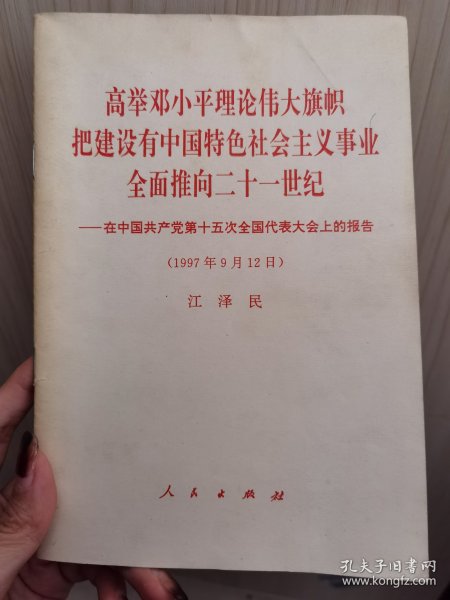 高举邓小平理论伟大旗帜
把建设有中国特色社会主义事业
全面推向二十一世纪
——在中国共产党第十五次全国代表大会上的报告
(1997年9月12日)
江泽民
人民出版社
孔夫子旧书网
www.kongfz.com